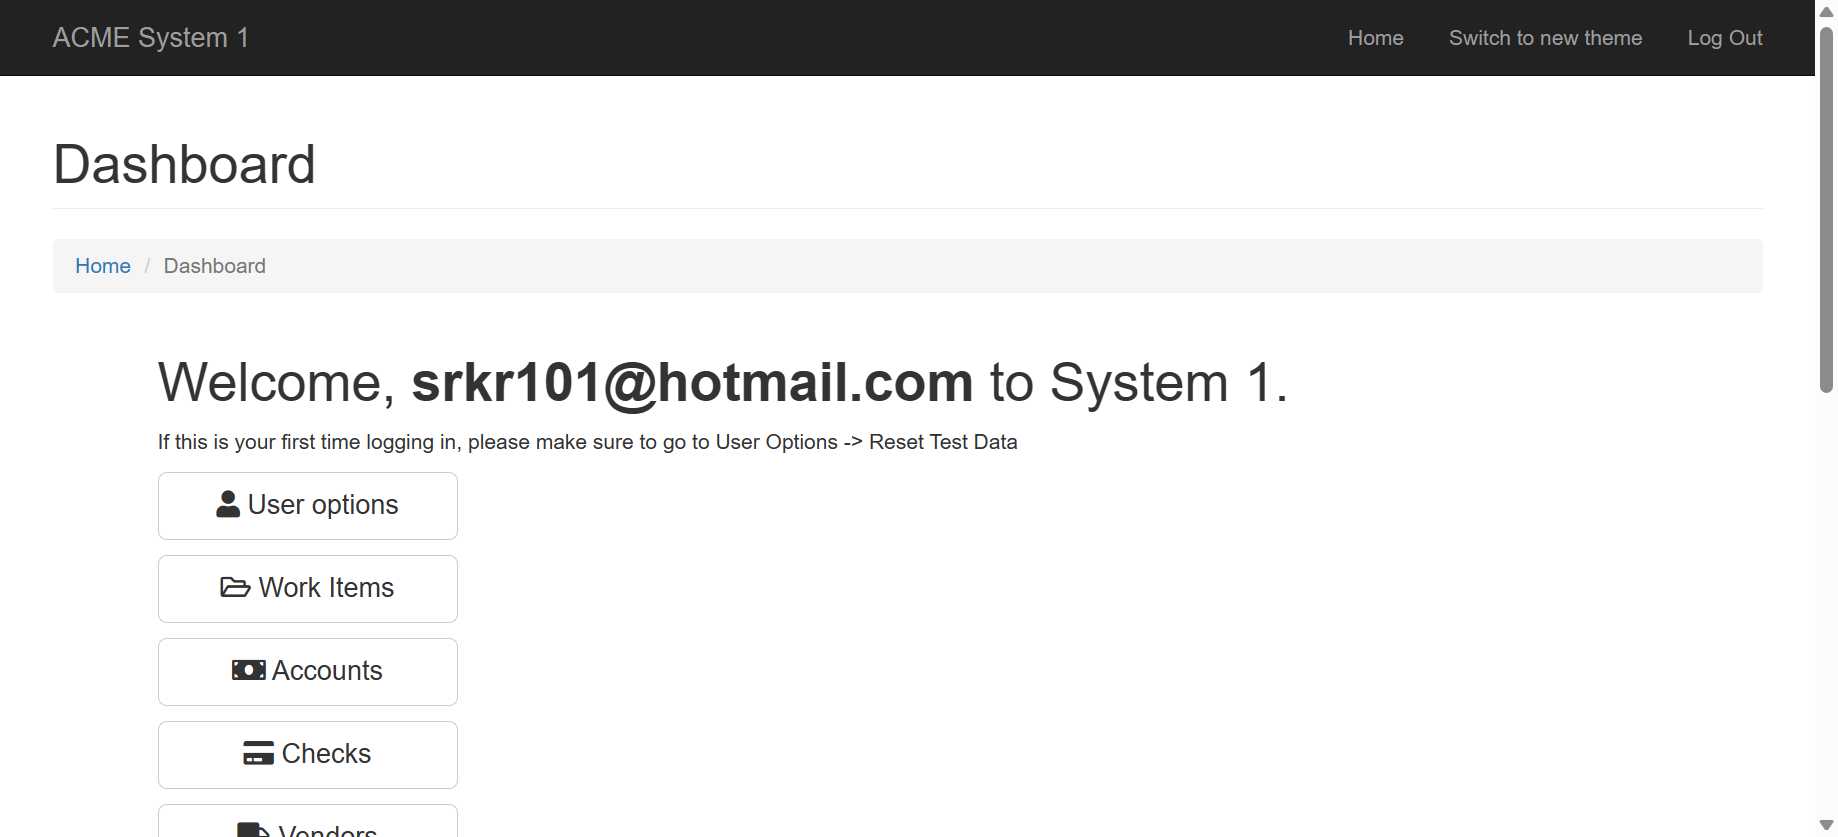 ACME System 1
Home
Switch to new theme
Log Out
Dashboard
Home / Dashboard
Welcome, srkr101@hotmail.com to System 1.
If this is your first time logging in, please make sure to go to User Options -> Reset Test Data
User options
Work Items
Accounts
Checks
Vendors